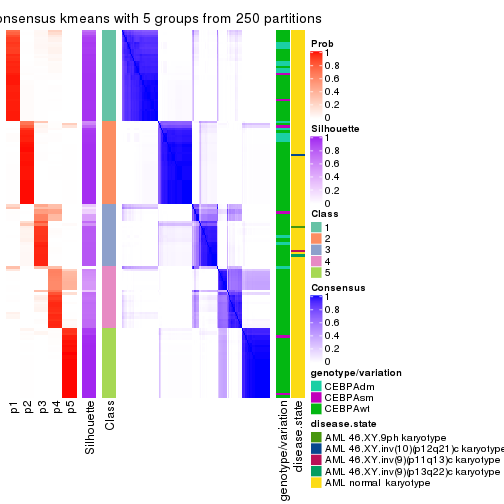 onsensus kmeans with 5 groups from 250 partitions
Prob
1
0.8
0.6
0.4
0.2
0
Silhouette
1
0.8
0.6
0.4
0.2
0
Class
1
2
3
4
5
Consensus
1
0.8
0.6
0.4
0.2
0
genotype/variation
CEBPAdm
CEBPAsm
CEBPAwt
disease.state
AML 46.XY.9ph karyotype
AML 46.XY.inv(10)(p12q21)c karyotype
AML 46.XY.inv(9)(p11q13)c karyotype
AML 46.XY.inv(9)(p13q22)c karyotype
AML normal karyotype
p1
p2
p3
p4
p5
Silhouette
Class
genotype/variation
disease.state